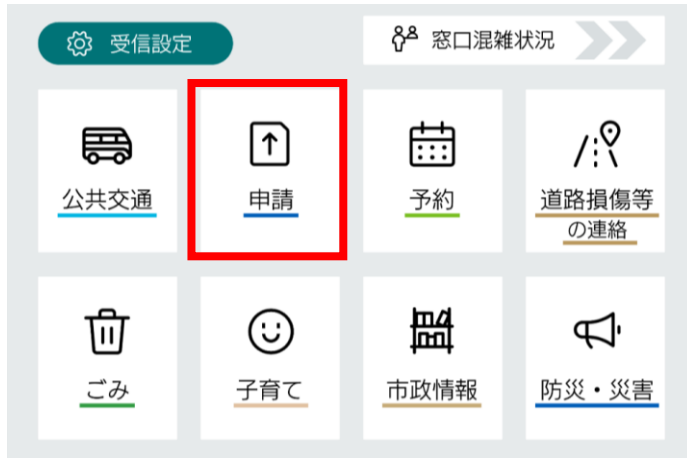 受信設定
窓口混雑状況
公共交通
申請
予約
道路損傷等
の連絡
ごみ
子育て
市政情報
防災・災害